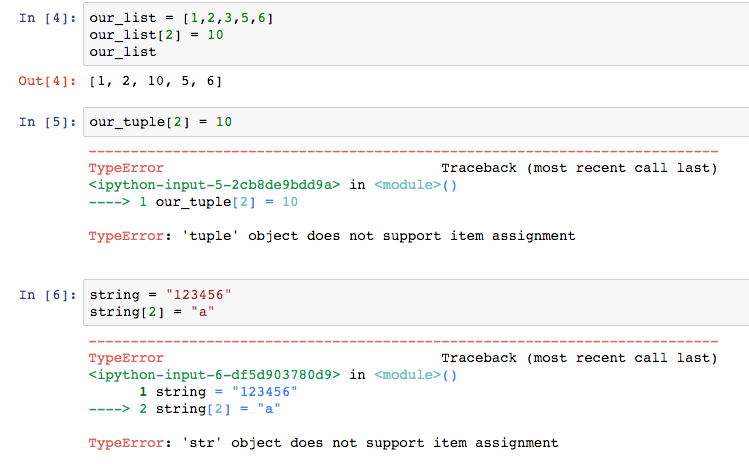 In [4]: our_list = [1,2,3,5,6]
our_list[2] = 10
our_list
Out[4]: [1, 2, 10, 5, 6]
In [5]: our_tuple[2] = 10
---------------------------------------------------------------------------
TypeError                                 Traceback (most recent call last)
<ipython-input-5-2cb8de9bdd9a> in <module>()
----> 1 our_tuple[2] = 10
TypeError: 'tuple' object does not support item assignment
In [6]: string = "123456"
string[2] = "a"
---------------------------------------------------------------------------
TypeError                                 Traceback (most recent call last)
<ipython-input-6-df5d903780d9> in <module>()
      1 string = "123456"
----> 2 string[2] = "a"
TypeError: 'str' object does not support item assignment